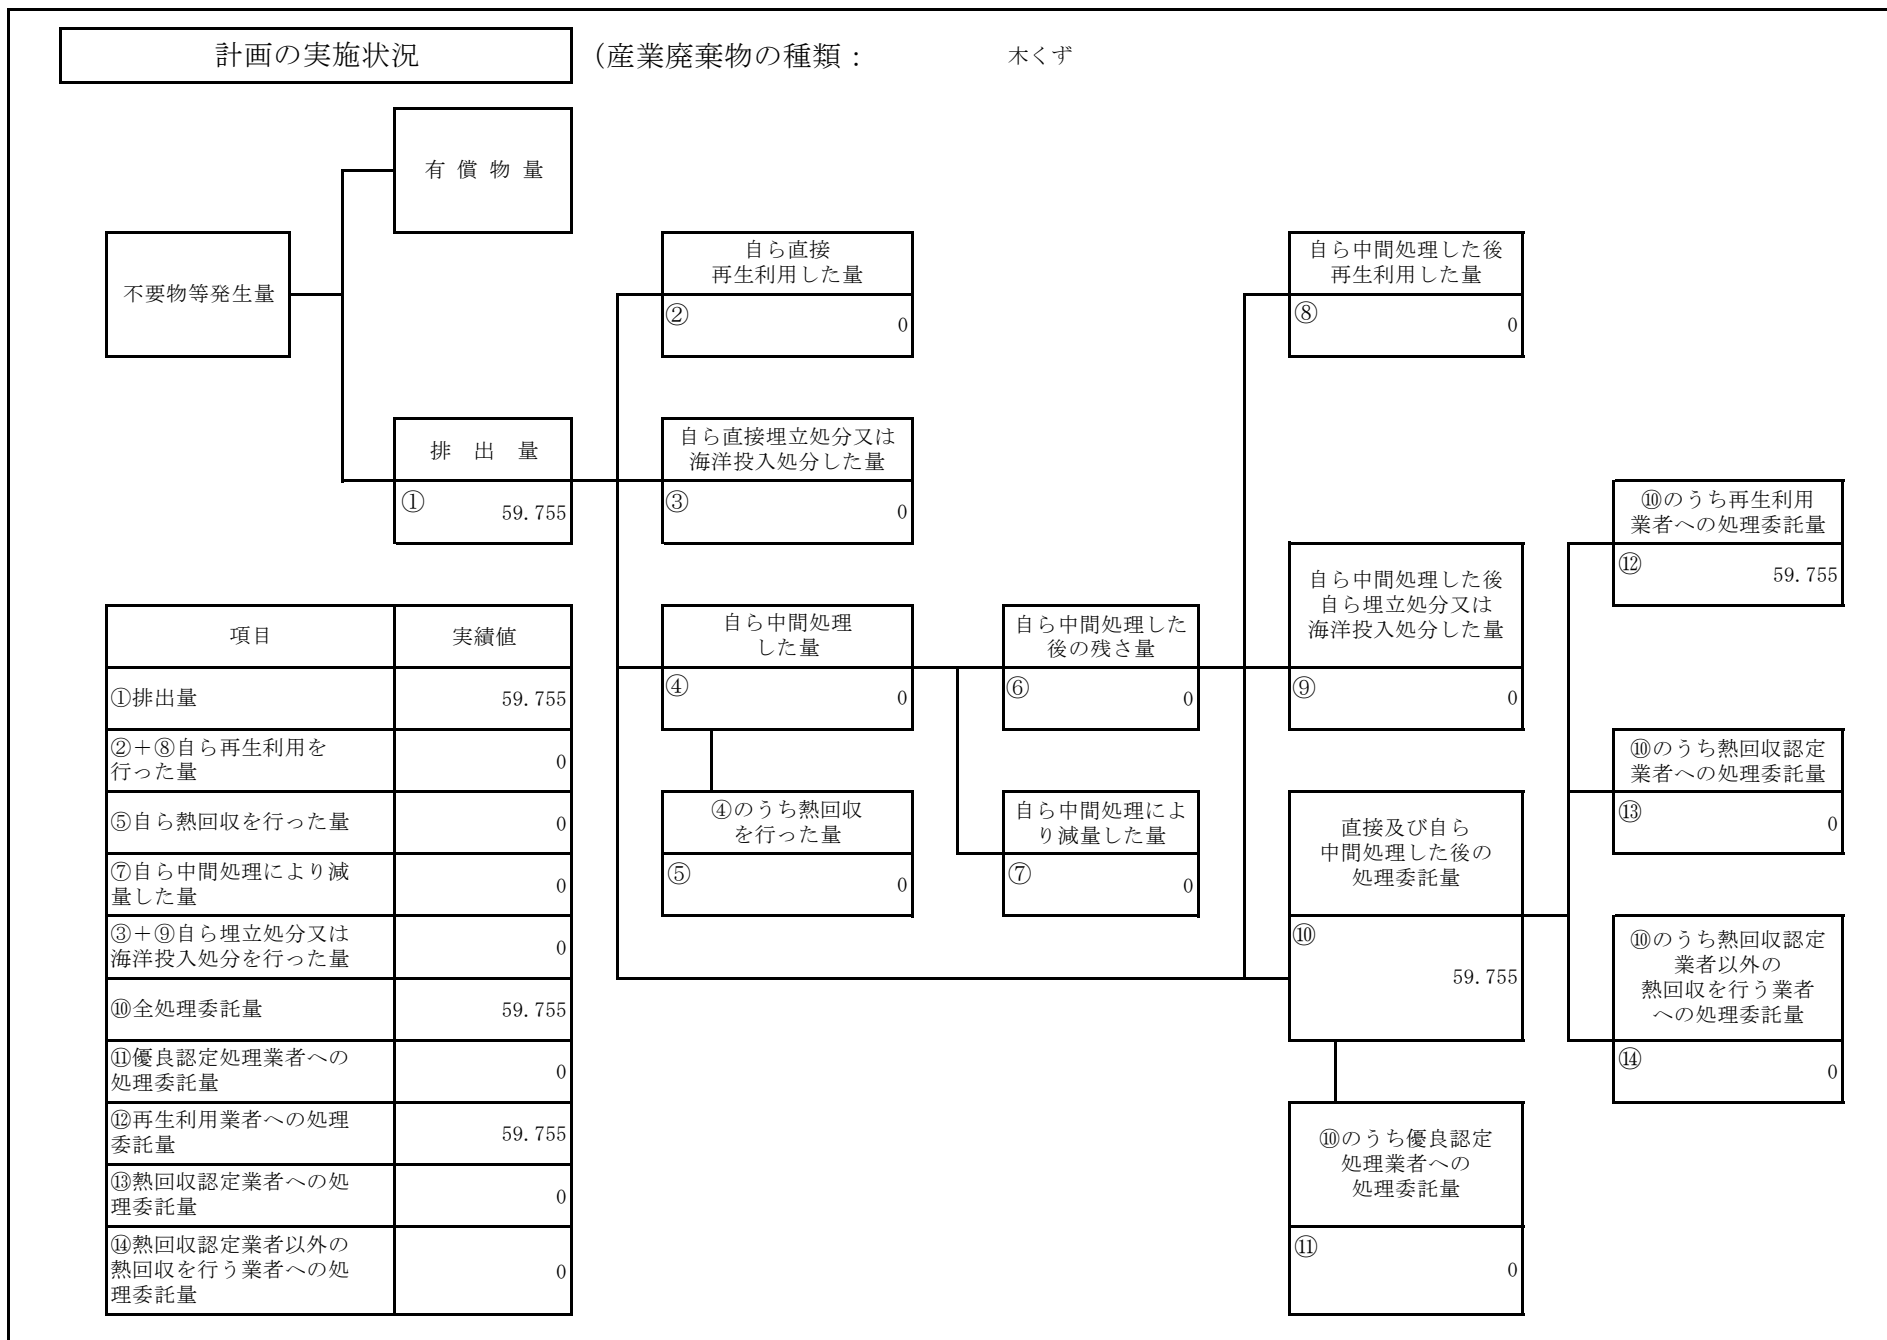 計画の実施状況
(産業廃棄物の種類： 木くず
有 償 物 量
不要物等発生量
自ら直接
再生利用した量
② 0
自ら中間処理した後
再生利用した量
⑧ 0
排 出 量
① 59.755
自ら直接埋立処分又は
海洋投入処分した量
③ 0
⑩のうち再生利用
業者への処理委託量
⑫ 59.755
自ら中間処理した後
自ら埋立処分又は
海洋投入処分した量
⑨ 0
自ら中間処理
した量
④ 0
自ら中間処理した
後の残さ量
⑥ 0
⑩のうち熱回収認定
業者への処理委託量
⑬ 0
④のうち熱回収
を行った量
⑤ 0
自ら中間処理によ
り減量した量
⑦ 0
直接及び自ら
中間処理した後の
処理委託量
⑩
59.755
⑩のうち熱回収認定
業者以外の
熱回収を行う業者
への処理委託量
⑭ 0
⑩のうち優良認定
処理業者への
処理委託量
⑪
0
項目 実績値
①排出量 59.755
②＋⑧自ら再生利用を
行った量 0
⑤自ら熱回収を行った量 0
⑦自ら中間処理により減
量した量 0
③＋⑨自ら埋立処分又は
海洋投入処分を行った量 0
⑩全処理委託量 59.755
⑪優良認定処理業者への
処理委託量 0
⑫再生利用業者への処理
委託量 59.755
⑬熱回収認定業者への処
理委託量 0
⑭熱回収認定業者以外の
熱回収を行う業者への処
理委託量 0